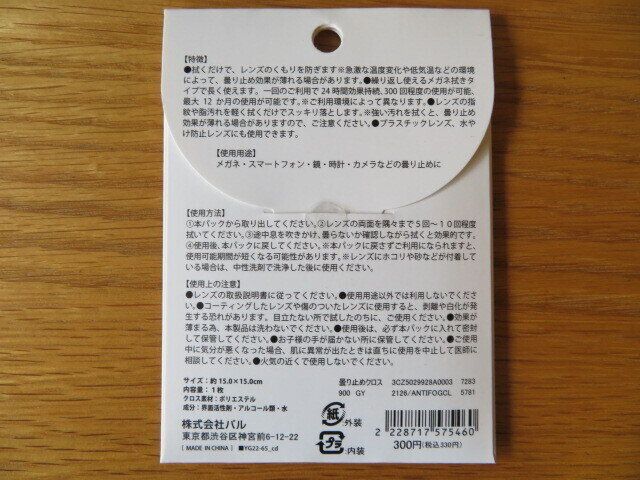 【特徴】
●拭くだけで、レンズのくもりを防ぎます※急激な温度変化や低気温などの環境
によって、曇り止め効果が薄れる場合があります。●繰り返し使えるメガネ拭きタ
イプで長く使えます。一回のご利用で24時間効果持続、300回程度の使用が可能、
最大12か月の使用が可能です。※ご利用環境によって異なります。●レンズの指
紋や脂汚れを軽く拭くだけでスッキリ落とします。※強い汚れを拭くと、曇り止め
効果が薄れる場合がありますので、ご注意ください。●プラスチックレンズ、水や
け防止レンズにも使用できます。
【使用用途】
メガネ・スマートフォン・鏡・時計・カメラなどの曇り止めに
【使用方法】
①本パックから取り出してください。②レンズの両面を隅々まで5回～10回程度
拭いてください。③途中息を吹きかけ、曇らないか確認しながら拭くと効果的です。
④使用後、本パックに戻してください。※本パックに戻さずご利用になられますと、
使用可能期間が短くなる可能性があります。※レンズにホコリや砂などが付着して
いる場合は、中性洗剤で洗浄した後に使用ください。
【使用上の注意】
●レンズの取扱説明書に従ってください。●使用用途以外では利用しないでくださ
い。●コーティングしたレンズや傷のついたレンズに使用すると、剥離や白化が発
生する恐れがあります。目立たない所で試したのちに、ご使用ください。●効果が
薄まる為、本製品は洗わないでください。●使用後は、必ず本パックに入れて密封
して保管してください。●お子様の手が届かない所に保管してください。●ご使用
中に気分が悪くなった場合、肌に異常が出たときは直ちに使用を中止して医師に
相談してください。●火気の近くで使用しないでください。
サイズ：約15.0×15.0cm
内容量：1枚
クロス素材：ポリエステル
成分：界面活性剤・アルコール類・水
株式会社パル
東京都渋谷区神宮前6-12-22
[ MADE IN CHINA ] ■YG22-65_cd
曇り止めクロス 3CZ5029928A0003 7283
900 GY 2126/ANTIFOGCL 5781
紙 外装
プラ 内装
2 228717 575460
300円(税込330円)